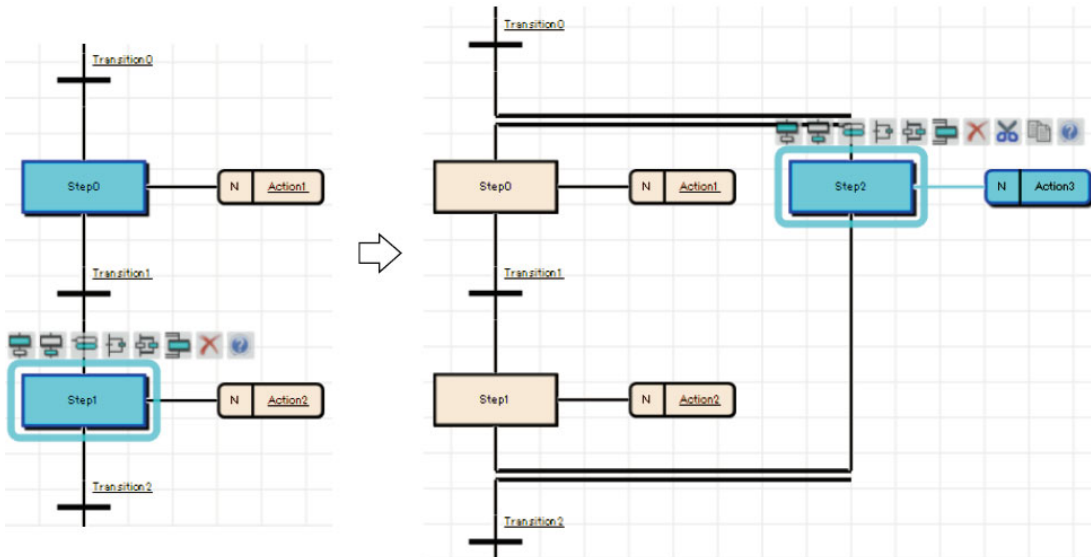 Transition0
Step0
N
Action1
Transition1
Step1
N
Action2
Transition2
Transition0
Step0
N
Action1
Step2
N
Action3
Transition1
Step1
N
Action2
Transition2